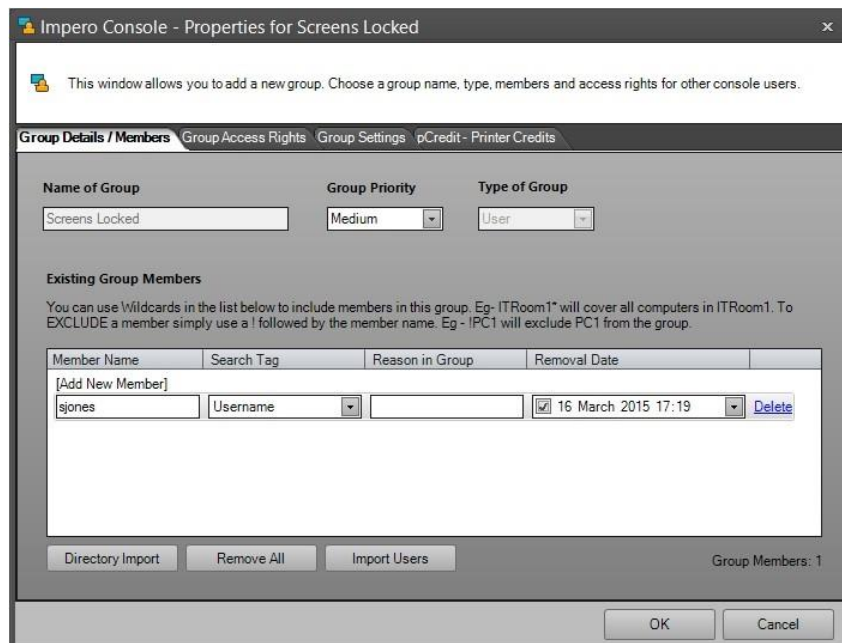 Impero Console - Properties for Screens Locked
x
This window allows you to add a new group. Choose a group name, type, members and access rights for other console users.
Group Details / Members Group Access Rights Group Settings pCredit - Printer Credits
Name of Group Group Priority Type of Group
Screens Locked Medium User
Existing Group Members
You can use Wildcards in the list below to include members in this group. Eg- ITRoom1* will cover all computers in ITRoom1. To
EXCLUDE a member simply use a ! followed by the member name. Eg - !PC1 will exclude PC1 from the group.
Member Name Search Tag Reason in Group Removal Date
[Add New Member]
sjones Username 16 March 2015 17:19 Delete
Directory Import Remove All Import Users Group Members: 1
OK Cancel